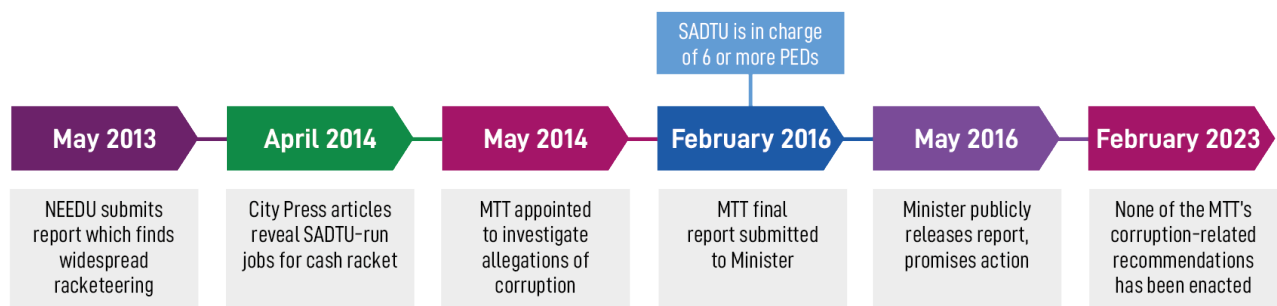 SADTU is in charge
of 6 or more PEDs
May 2013
April 2014
May 2014
February 2016
May 2016
February 2023
NEEDU submits
report which finds
widespread
racketeering
City Press articles
reveal SADTU-run
jobs for cash racket
MTT appointed
to investigate
allegations of
corruption
MTT final
report submitted
to Minister
Minister publicly
releases report,
promises action
None of the MTT's
corruption-related
recommendations
has been enacted